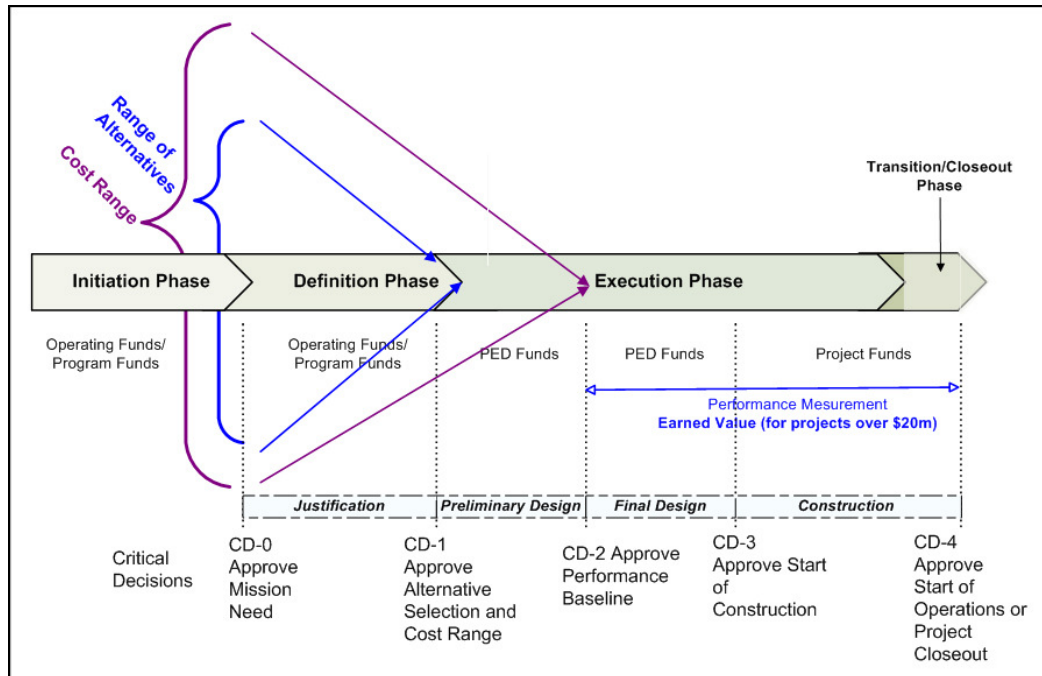 Range of
Alternatives
Cost Range
Transition/Closeout
Phase
Initiation Phase
Definition Phase
Execution Phase
Operating Funds/
Program Funds
Operating Funds/
Program Funds
PED Funds
PED Funds
Project Funds
Performance Mesurement
Earned Value (for projects over $20m)
Justification
Preliminary Design
Final Design
Construction
Critical
Decisions
CD-0
Approve
Mission
Need
CD-1
Approve
Alternative
Selection and
Cost Range
CD-2 Approve
Performance
Baseline
CD-3
Approve Start
of
Construction
CD-4
Approve
Start of
Operations or
Project
Closeout